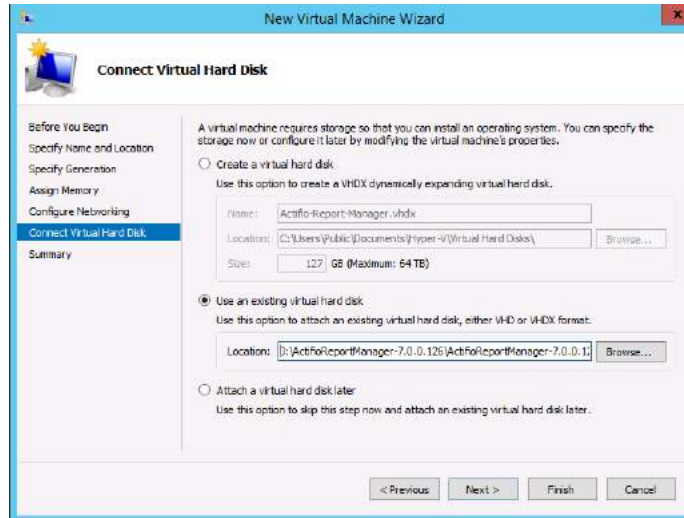 New Virtual Machine Wizard
x
Connect Virtual Hard Disk
Before You Begin
Specify Name and Location
Specify Generation
Assign Memory
Configure Networking
Connect Virtual Hard Disk
Summary
A virtual machine requires storage so that you can install an operating system. You can specify the
storage now or configure it later by modifying the virtual machine's properties.
Create a virtual hard disk
Use this option to create a VHDX dynamically expanding virtual hard disk.
Name: Actifio-Report-Manager.vhdx
Location: C:\Users\Public\Documents\Hyper-V\Virtual Hard Disks\ Browse...
Size: 127 GB (Maximum: 64 TB)
Use an existing virtual hard disk
Use this option to attach an existing virtual hard disk, either VHD or VHDX format.
Location: D:\ActifioReportManager-7.0.0.126\ActifioReportManager-7.0.0.12 Browse...
Attach a virtual hard disk later
Use this option to skip this step now and attach an existing virtual hard disk later.
< Previous Next > Finish Cancel